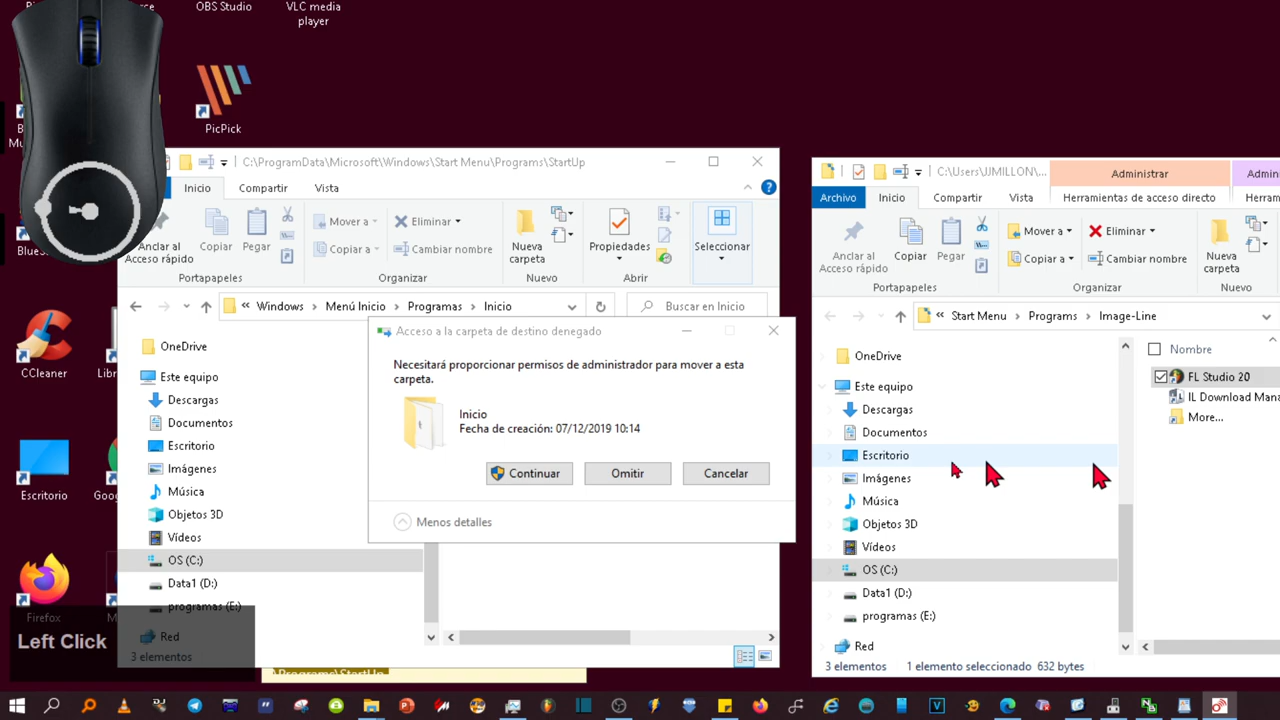 OBS Studio
VLC media
player
PicPick
C:\ProgramData\Microsoft\Windows\Start Menu\Programs\StartUp
Inicio
Compartir
Vista
Anclar al
Acceso rápido
Copiar
Pegar
Mover a
Copiar a
Eliminar
Cambiar nombre
Nueva
carpeta
Propiedades
Seleccionar
Portapapeles
Organizar
Nuevo
Abrir
Windows
Menú Inicio
Programas
Inicio
Buscar en Inicio
OneDrive
Este equipo
Descargas
Documentos
Escritorio
Imágenes
Música
Objetos 3D
Vídeos
OS (C:)
Data1 (D:)
programas (E:)
Red
3 elementos
CCleaner
Escritorio
Firefox
Left Click
\Programs\StartUp
Acceso a la carpeta de destino denegado
Necesitará proporcionar permisos de administrador para mover a esta
carpeta.
Inicio
Fecha de creación: 07/12/2019 10:14
Continuar
Omitir
Cancelar
Menos detalles
C:\Users\JJMILLON\...
Administrar
Archivo
Inicio
Compartir
Vista
Herramientas de acceso directo
Anclar al
Acceso rápido
Copiar
Pegar
Mover a
Copiar a
Eliminar
Cambiar nombre
Nueva
carpeta
Portapapeles
Organizar
Nuevo
Start Menu
Programs
Image-Line
OneDrive
Este equipo
Descargas
Documentos
Escritorio
Imágenes
Música
Objetos 3D
Vídeos
OS (C:)
Data1 (D:)
programas (E:)
Red
Nombre
FL Studio 20
IL Download Mana
More...
3 elementos
1 elemento seleccionado 632 bytes